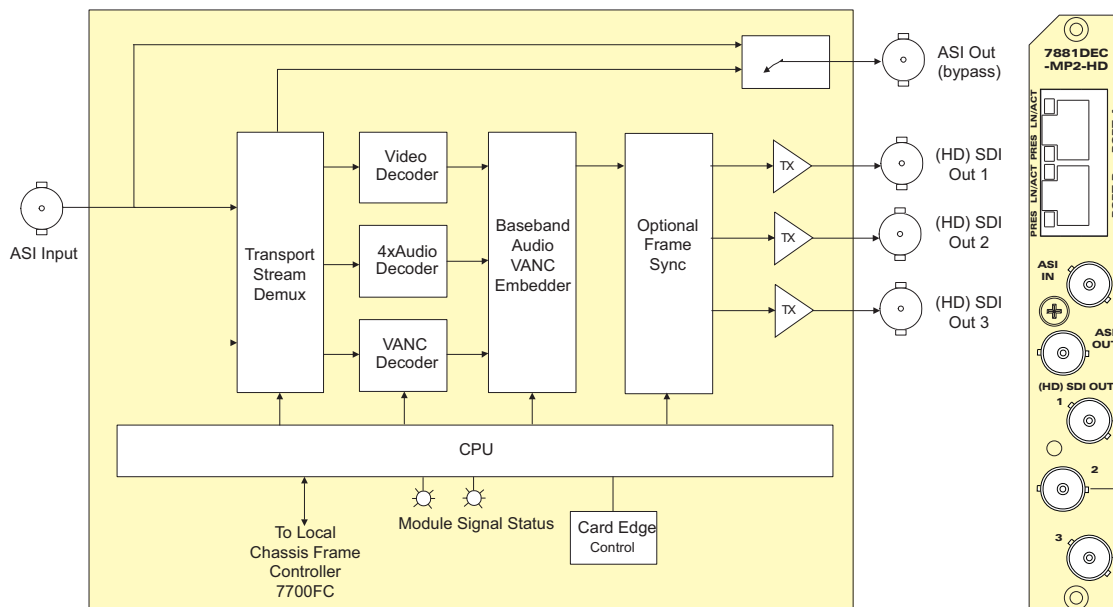 ASI Out
(bypass)
7881DEC
-MP2-HD
PRES LN/ACT
PRES LN/ACT
Video
Decoder
TX
(HD) SDI
Out 1
ASI Input
Transport
Stream
Demux
4xAudio
Decoder
Baseband
Audio
VANC
Embedder
Optional
Frame
Sync
TX
(HD) SDI
Out 2
VANC
Decoder
TX
(HD) SDI
Out 3
ASI
IN
ASI
OUT
(HD) SDI OUT
1
2
3
CPU
Module Signal Status
To Local
Chassis Frame
Controller
7700FC
Card Edge
Control